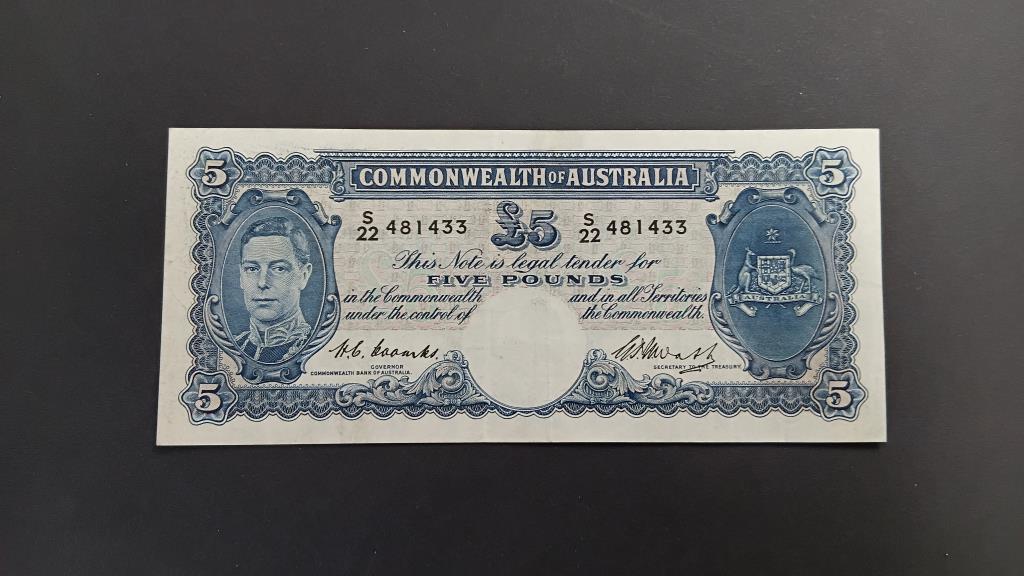 5 5
COMMONWEALTH OF AUSTRALIA
S/22 481433 £5 S/22 481433
This Note is legal tender for
FIVE POUNDS
in the Commonwealth and in all Territories
under the control of the Commonwealth.
AUSTRALIA
H.C. Coombs.
GOVERNOR SECRETARY TO THE TREASURY.
COMMONWEALTH BANK OF AUSTRALIA.
5 5